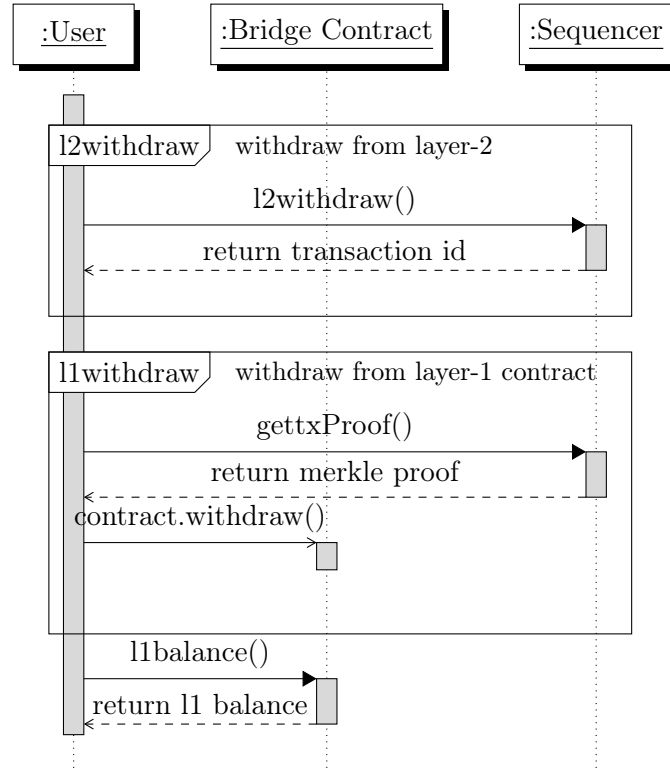 :User
:Bridge Contract
:Sequencer
l2withdraw
withdraw from layer-2
l2withdraw()
return transaction id
l1withdraw
withdraw from layer-1 contract
gettxProof()
return merkle proof
contract.withdraw()
l1balance()
return l1 balance